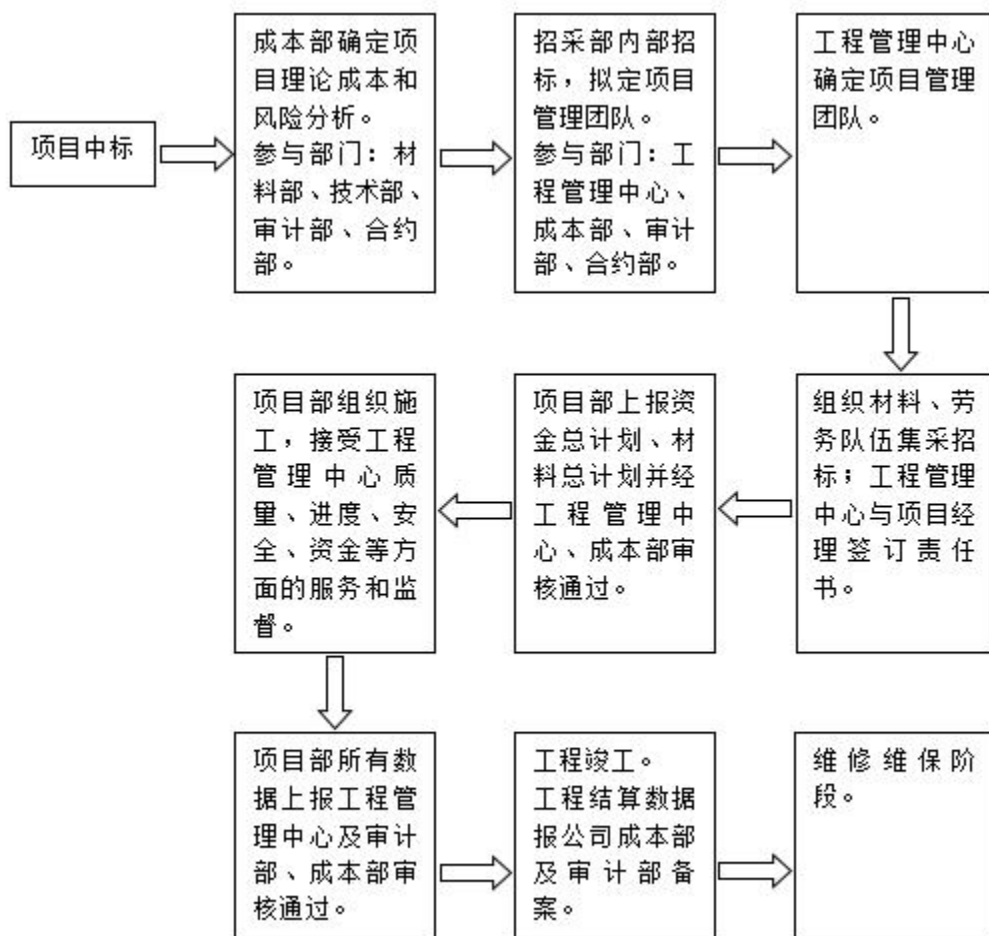 项目中标
成本部确定项
目理论成本和
风险分析。
参与部门：材
料部、技术部、
审计部、合约
部。
招采部内部招
标，拟定项目
管理团队。
参与部门：工
程管理中心、
成本部、审计
部、合约部。
工程管理中心
确定项目管理
团队。
组织材料、劳
务队伍集采招
标；工程管理
中心与项目经
理签订责任
书。
项目部上报资
金总计划、材
料总计划并经
工程管理中
心、成本部审
核通过。
项目部组织施
工，接受工程
管理中心质
量、进度、安
全、资金等方
面的服务和监
督。
项目部所有数
据上报工程管
理中心及审计
部、成本部审
核通过。
工程竣工。
工程结算数据
报公司成本部
及审计部备
案。
维修维保阶
段。